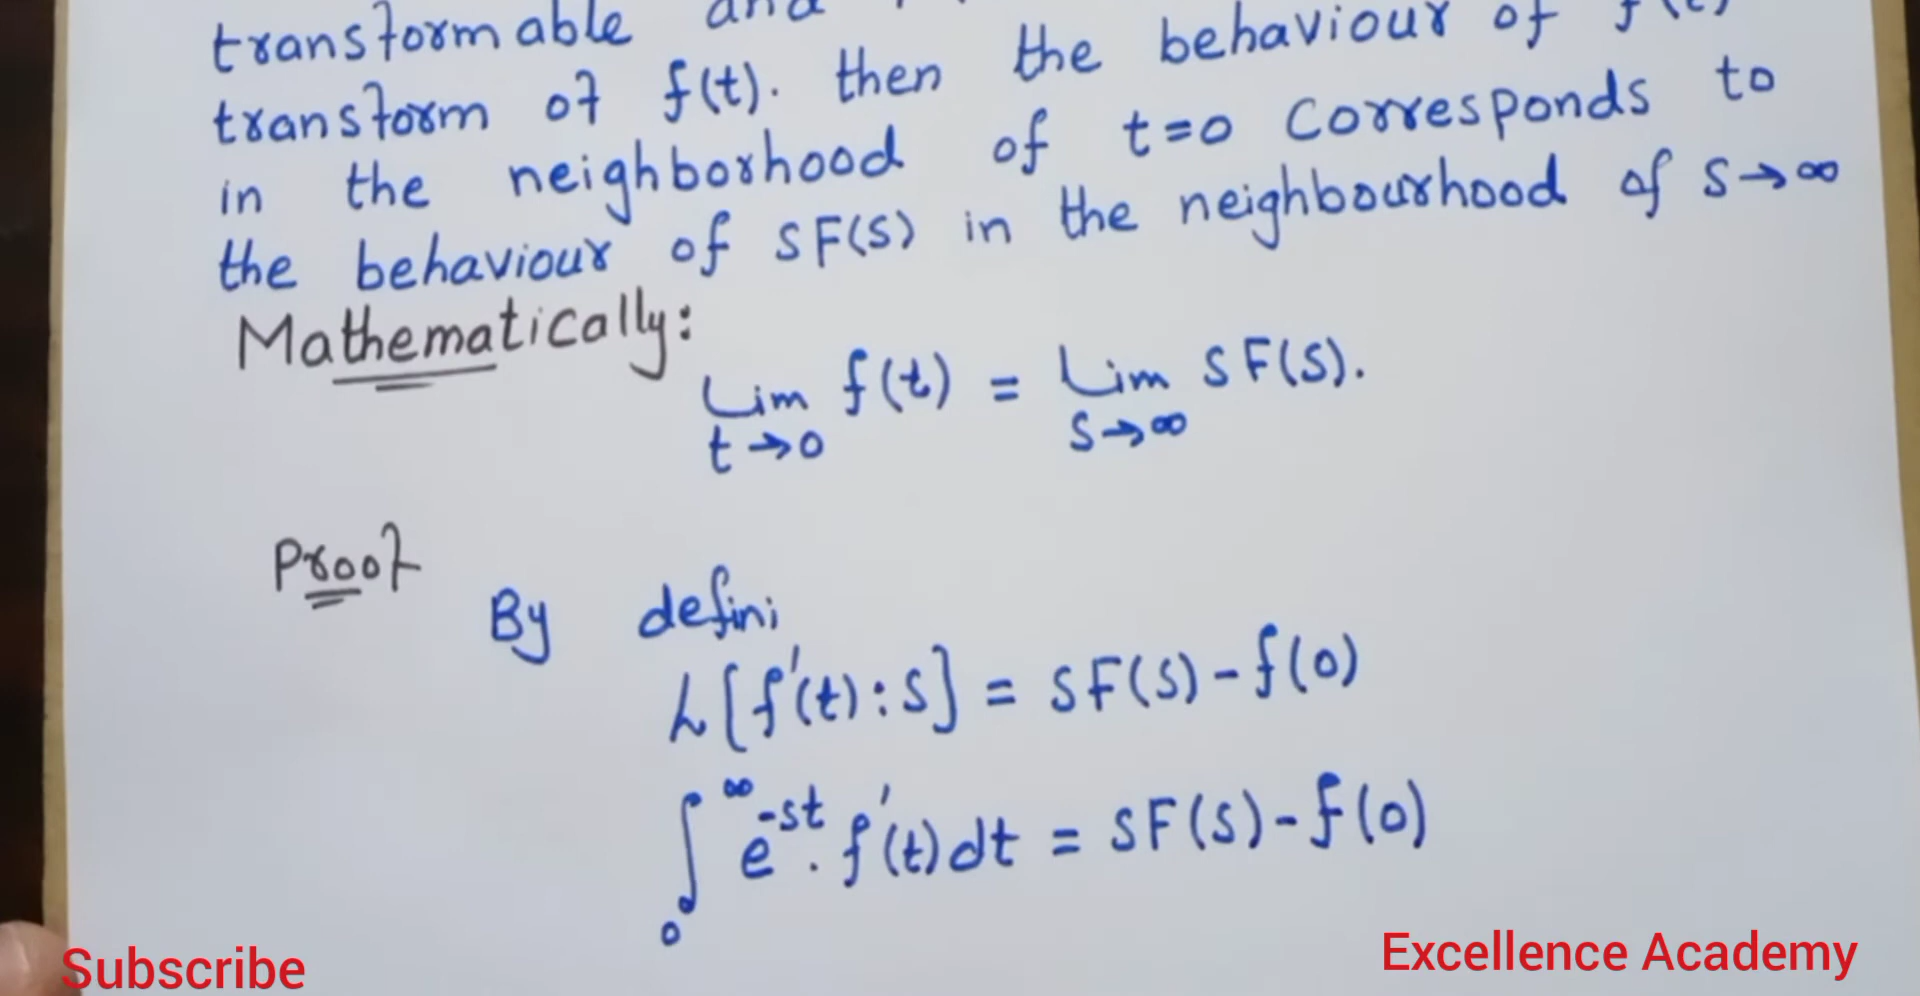 transformable and
transform of f(t). then the behaviour of f(t)
in the neighborhood of t=0 corresponds to
the behaviour of SF(S) in the neighbourhood of S→∞
Mathematically:
Lim f(t) = Lim SF(S).
t→0 S→∞
Proof
By defini
L[f'(t):S] = SF(S)-f(0)
∫₀^∞ e^-st . f'(t)dt = SF(S)-f(0)
Subscribe
Excellence Academy